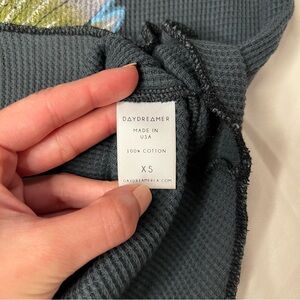 DAYDREAMER
MADE IN
USA
100% COTTON
XS
DAYDREAMERLA.COM